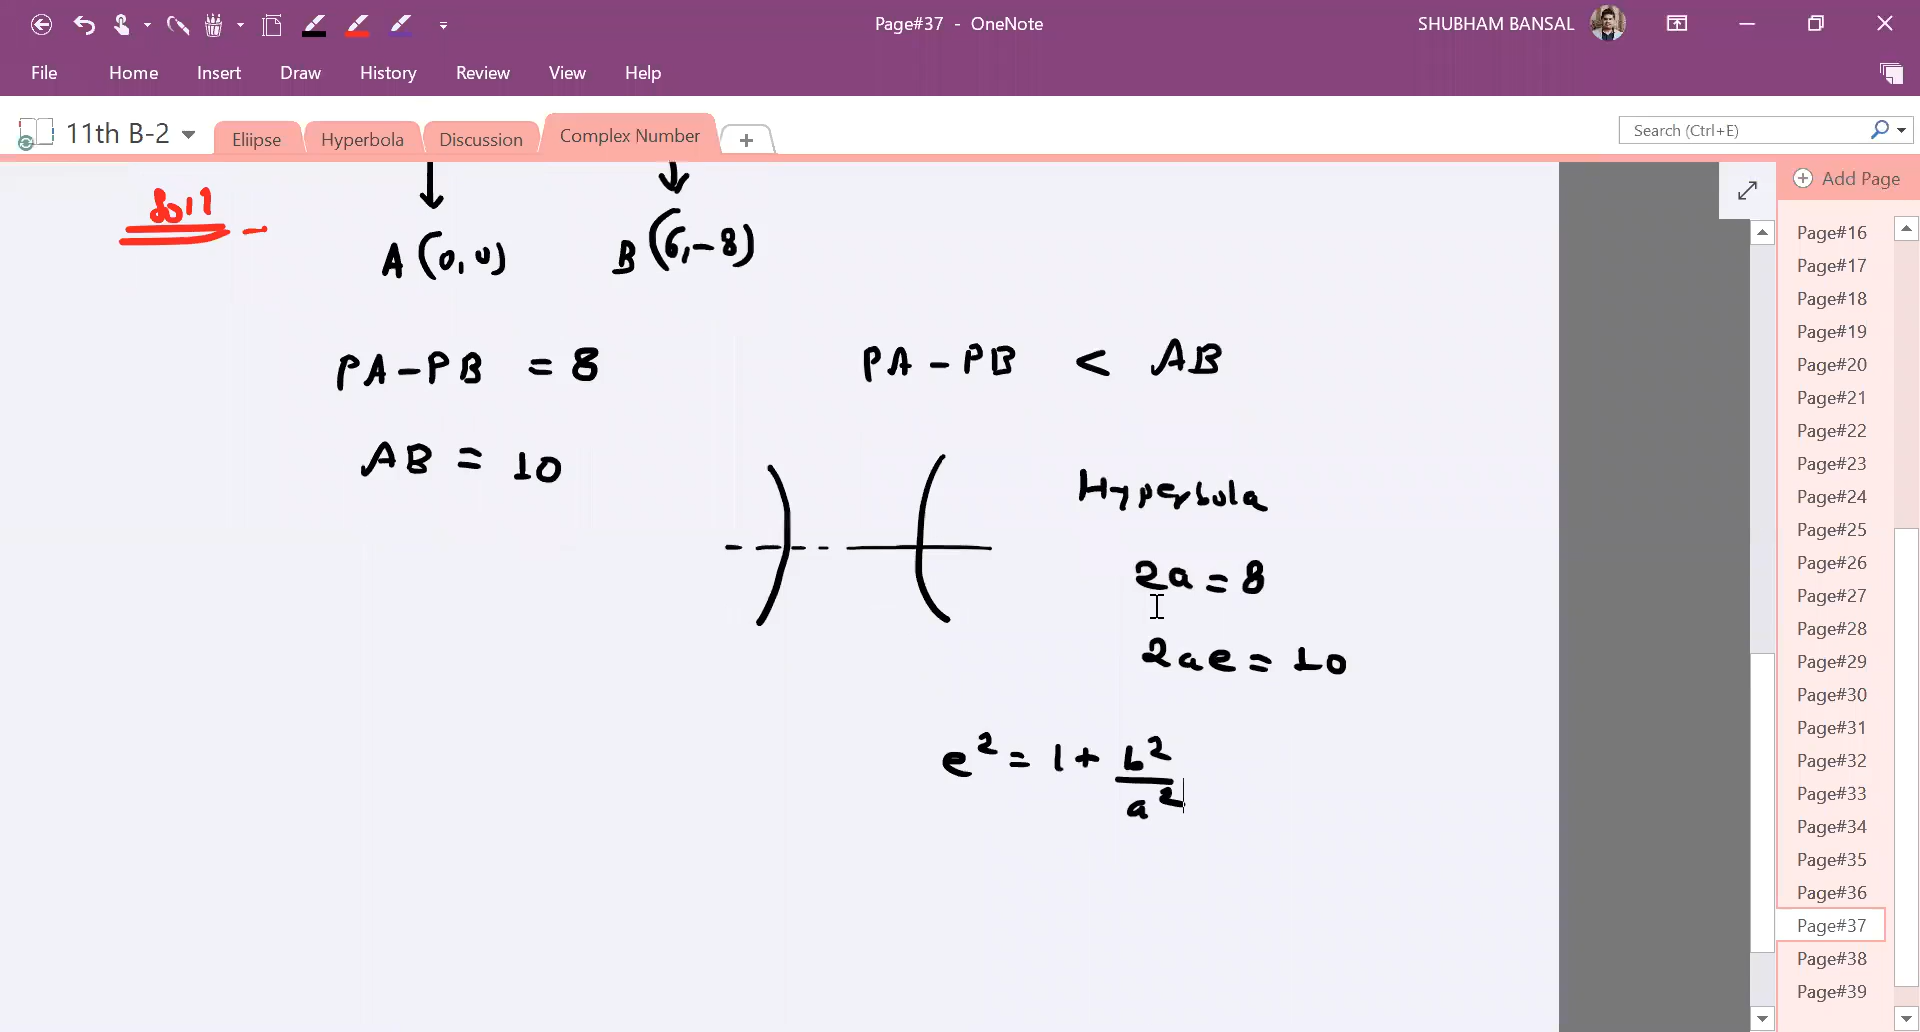 Page#37 - OneNote
SHUBHAM BANSAL
File Home Insert Draw History Review View Help
11th B-2
Eliipse Hyperbola Discussion Complex Number
Search (Ctrl+E)
Add Page
Page#16
Page#17
Page#18
Page#19
Page#20
Page#21
Page#22
Page#23
Page#24
Page#25
Page#26
Page#27
Page#28
Page#29
Page#30
Page#31
Page#32
Page#33
Page#34
Page#35
Page#36
Page#37
Page#38
Page#39
Sol^n -
A (0, 0) B (6, -8)
PA - PB = 8 PA - PB < AB
AB = 10
Hyperbola
2a = 8
2ae = 10
e² = 1 + b²/a²